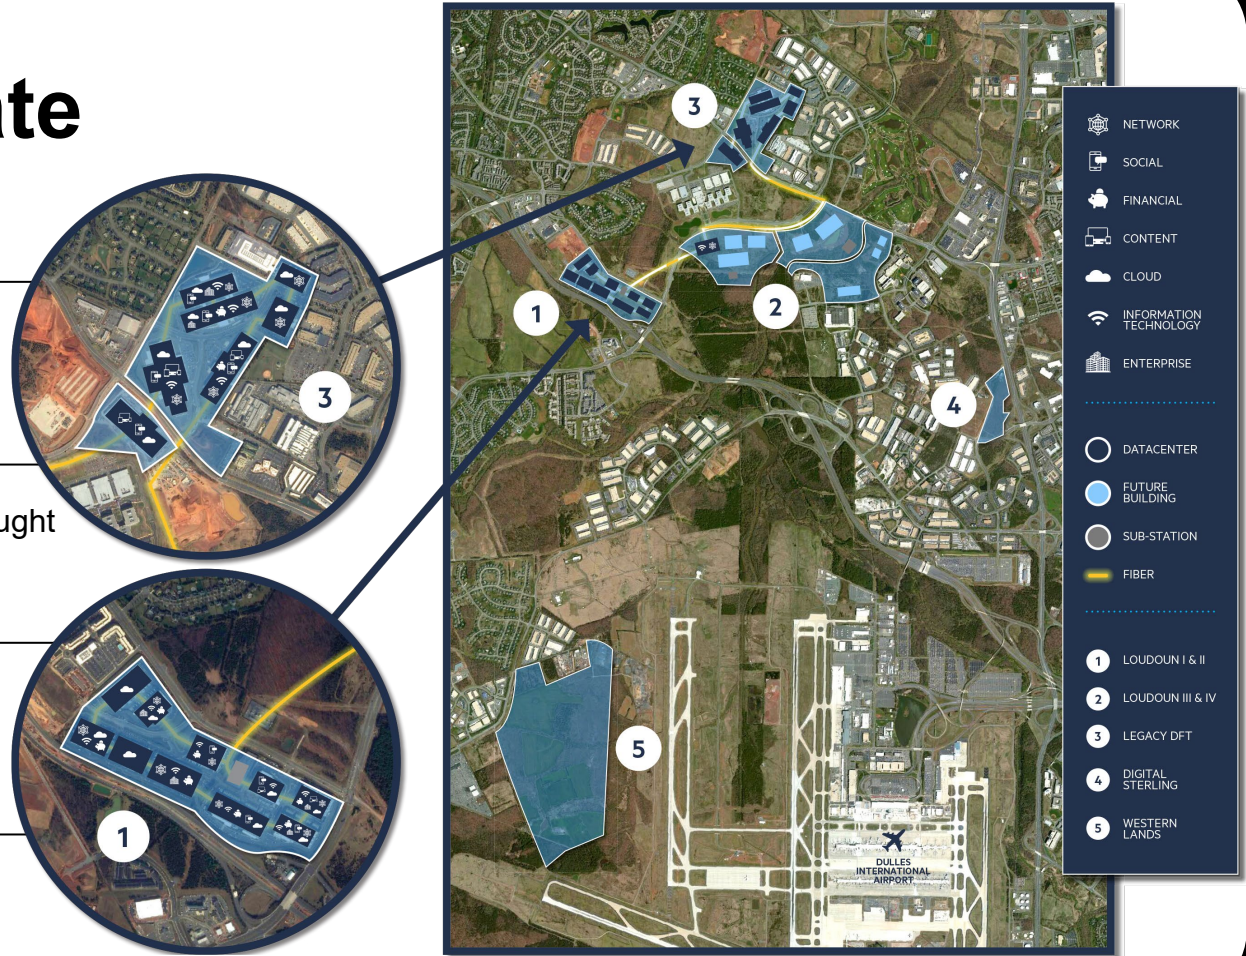 ate
ught
3
1
3
1
2
4
5
DULLES
INTERNATIONAL
AIRPORT
NETWORK
SOCIAL
FINANCIAL
CONTENT
CLOUD
INFORMATION
TECHNOLOGY
ENTERPRISE
DATACENTER
FUTURE
BUILDING
SUB-STATION
FIBER
1 LOUDOUN I & II
2 LOUDOUN III & IV
3 LEGACY DFT
4 DIGITAL
STERLING
5 WESTERN
LANDS